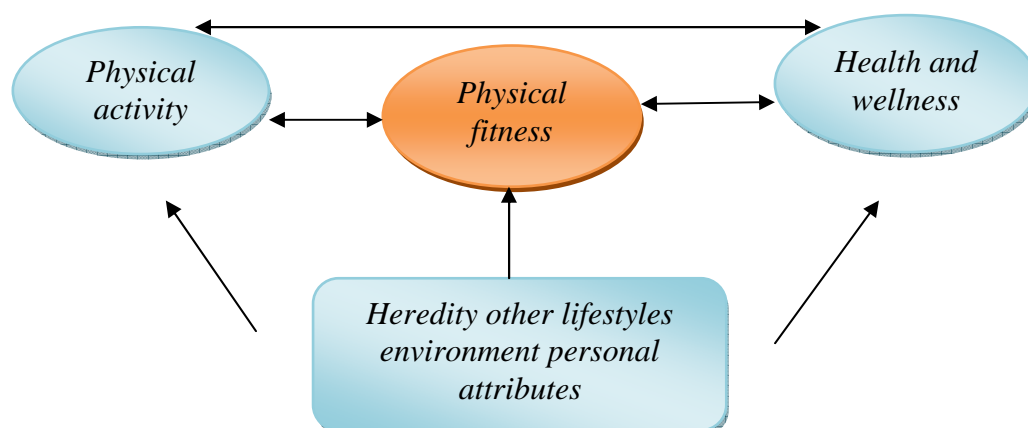 Physical
activity
Physical
fitness
Health and
wellness
Heredity other lifestyles
environment personal
attributes